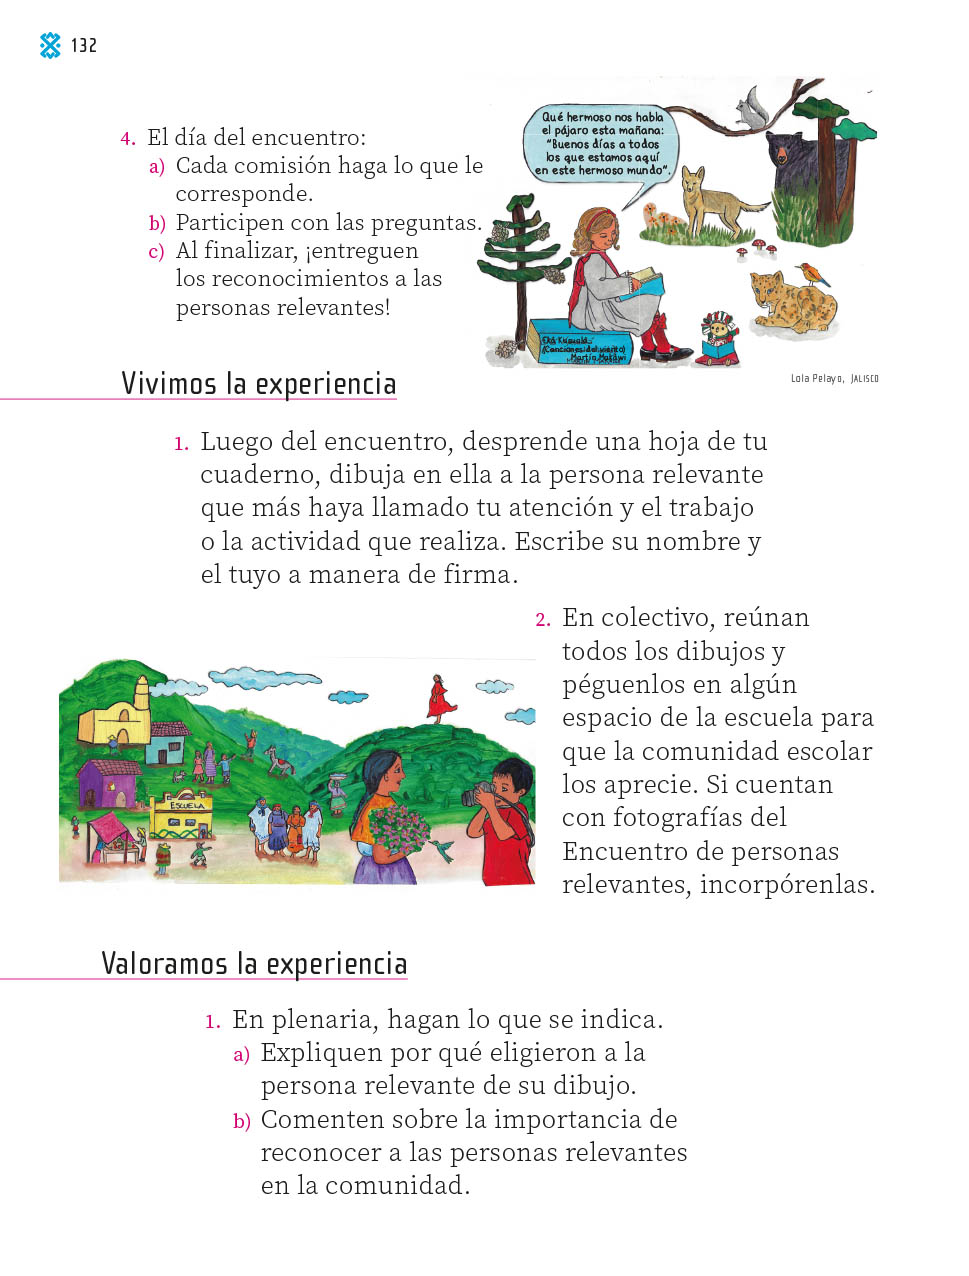 132
4. El día del encuentro:
a) Cada comisión haga lo que le
corresponde.
b) Participen con las preguntas.
c) Al finalizar, ¡entreguen
los reconocimientos a las
personas relevantes!
Qué hermoso nos habla
el pájaro esta mañana:
"Buenos días a todos
los que estamos aquí
en este hermoso mundo".
(Canciones del viento)
Martín Makawi
Lola Pelayo, JALISCO
Vivimos la experiencia
1. Luego del encuentro, desprende una hoja de tu
cuaderno, dibuja en ella a la persona relevante
que más haya llamado tu atención y el trabajo
o la actividad que realiza. Escribe su nombre y
el tuyo a manera de firma.
2. En colectivo, reúnan
todos los dibujos y
péguenlos en algún
espacio de la escuela para
que la comunidad escolar
los aprecie. Si cuentan
con fotografías del
Encuentro de personas
relevantes, incorpórenlas.
ESCUELA
Valoramos la experiencia
1. En plenaria, hagan lo que se indica.
a) Expliquen por qué eligieron a la
persona relevante de su dibujo.
b) Comenten sobre la importancia de
reconocer a las personas relevantes
en la comunidad.